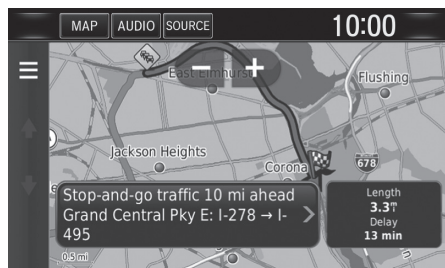 MAP AUDIO SOURCE 10:00
East Elmhurst
Flushing
Jackson Heights
Corona
678
Stop-and-go traffic 10 mi ahead
Grand Central Pky E: I-278 → I-
495
Length
3.3
Delay
13 min
0.5 mi